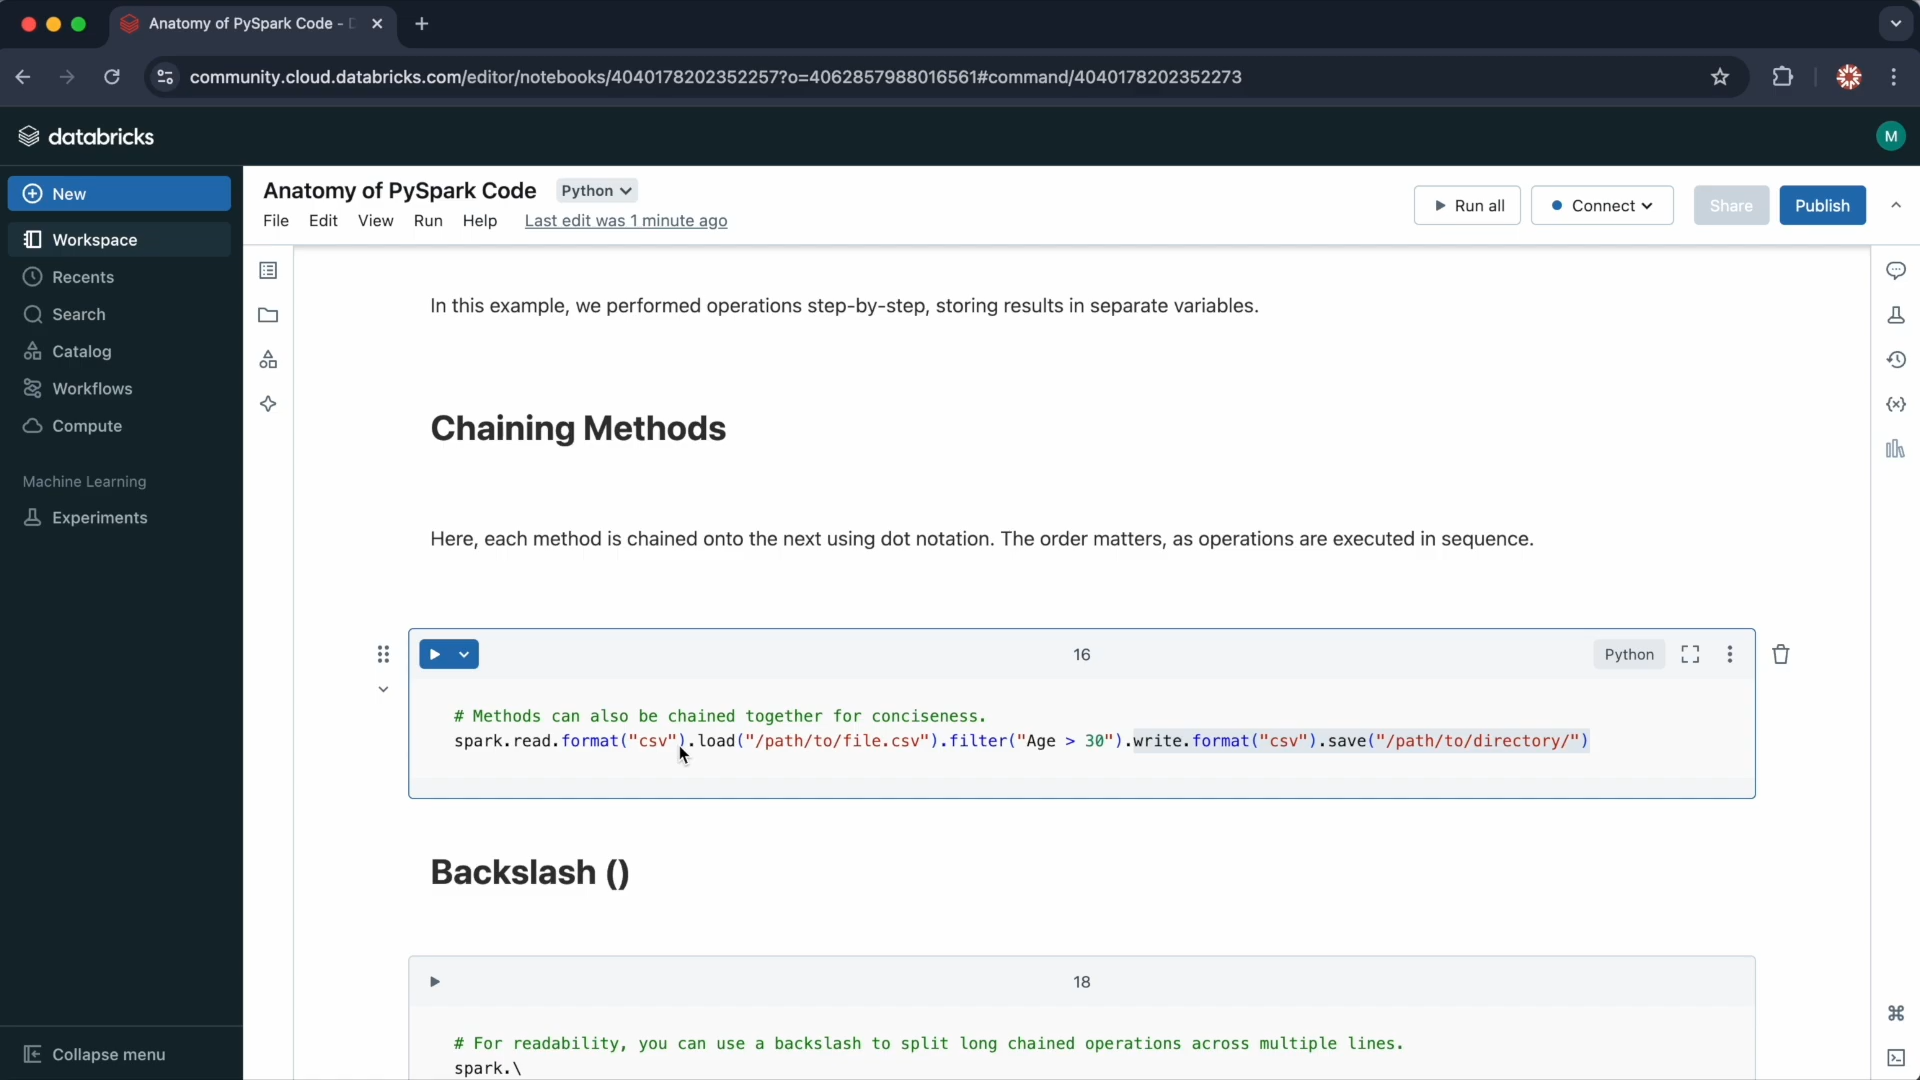 Anatomy of PySpark Code -
community.cloud.databricks.com/editor/notebooks/4040178202352257?o=4062857988016561#command/4040178202352273
databricks
M
New
Workspace
Recents
Search
Catalog
Workflows
Compute
Machine Learning
Experiments
Collapse menu
Anatomy of PySpark Code Python
File Edit View Run Help Last edit was 1 minute ago
Run all Connect Share Publish
In this example, we performed operations step-by-step, storing results in separate variables.
Chaining Methods
Here, each method is chained onto the next using dot notation. The order matters, as operations are executed in sequence.
16 Python
# Methods can also be chained together for conciseness.
spark.read.format("csv").load("/path/to/file.csv").filter("Age > 30").write.format("csv").save("/path/to/directory/")
Backslash ()
18
# For readability, you can use a backslash to split long chained operations across multiple lines.
spark.\